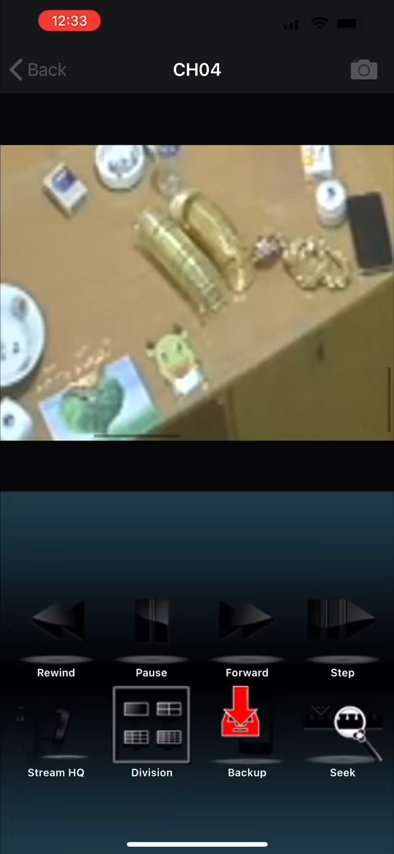 12:33
Back
CH04
Rewind
Pause
Forward
Step
Stream HQ
Division
Backup
Seek